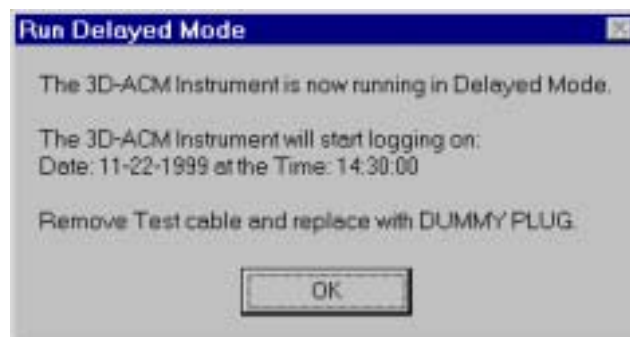 Run Delayed Mode
The 3D-ACM Instrument is now running in Delayed Mode.
The 3D-ACM Instrument will start logging on:
Date: 11-22-1999 at the Time: 14:30:00
Remove Test cable and replace with DUMMY PLUG.
OK